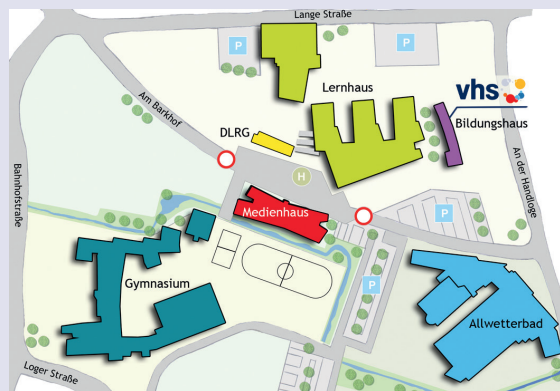 Lange Straße
P
P
Lernhaus
vhs
Bildungshaus
Am Barkhof
DLRG
An der Handloge
H
Bahnhofstraße
Medienhaus
P
Gymnasium
P
Allwetterbad
Loger Straße